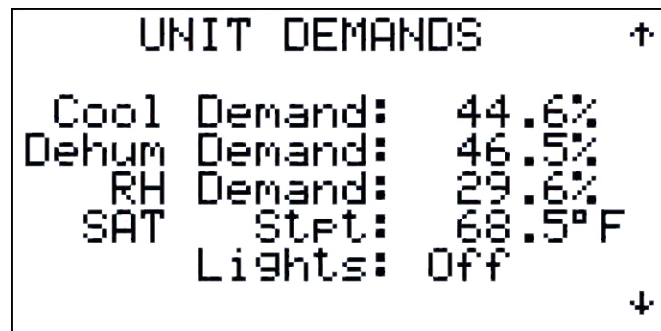 UNIT DEMANDS ↑
Cool Demand: 44.6%
Dehum Demand: 46.5%
RH Demand: 29.6%
SAT Stpt: 68.5°F
Lights: Off
↓